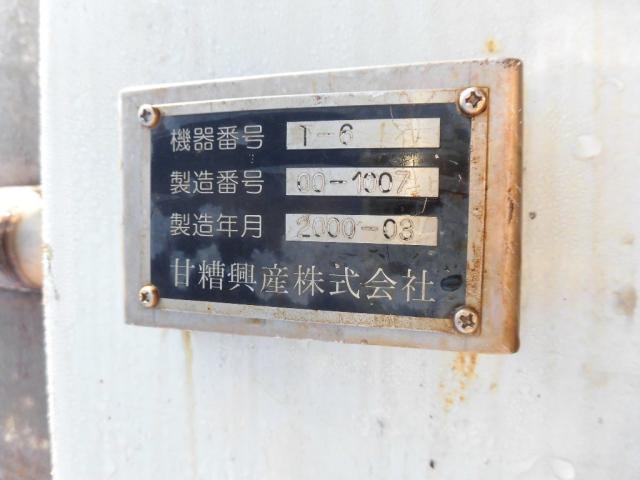 機器番号 T-6
製造番号 00-1007
製造年月 2000-03
甘糟興産株式会社